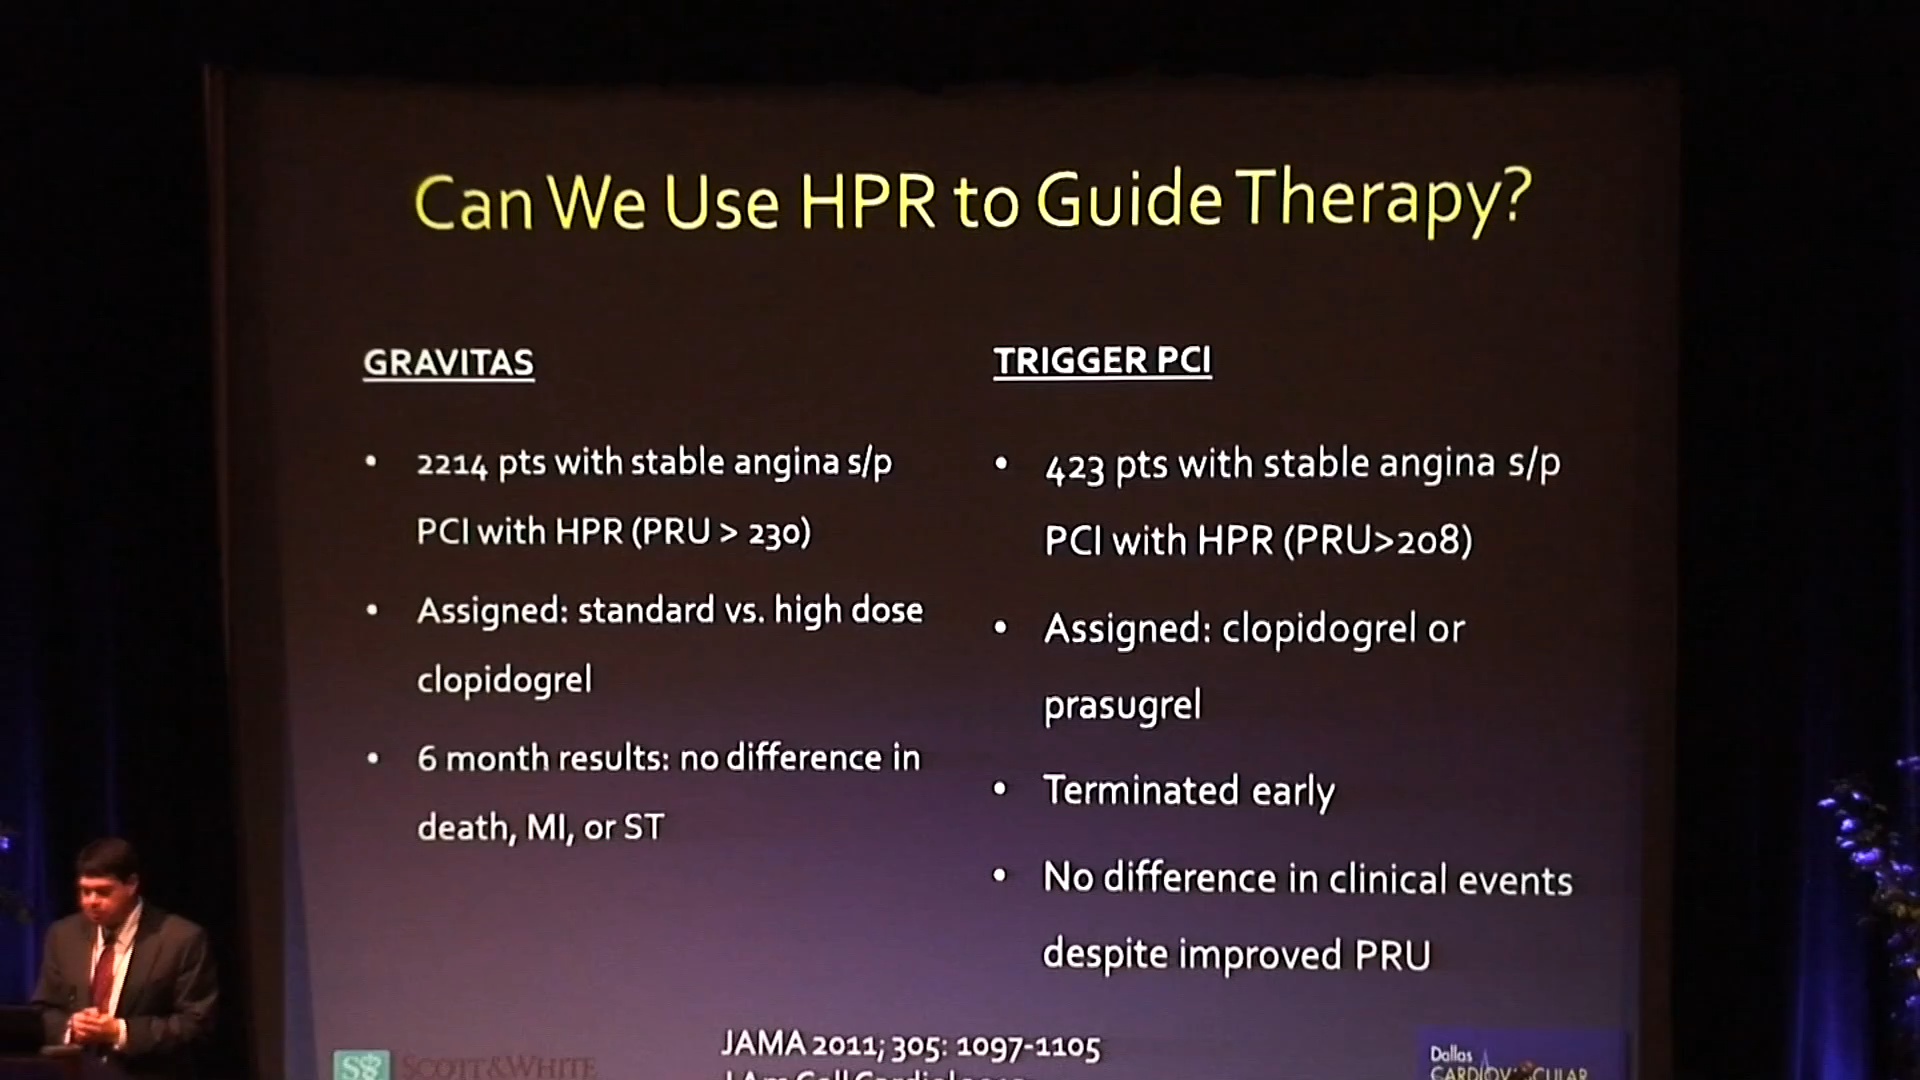 Can We Use HPR to Guide Therapy?
GRAVITAS
• 2214 pts with stable angina s/p
PCI with HPR (PRU > 230)
• Assigned: standard vs. high dose
clopidogrel
• 6 month results: no difference in
death, MI, or ST
TRIGGER PCI
• 423 pts with stable angina s/p
PCI with HPR (PRU>208)
• Assigned: clopidogrel or
prasugrel
• Terminated early
• No difference in clinical events
despite improved PRU
JAMA 2011; 305: 1097-1105
J Am Coll Cardiol
SCOTT&WHITE
Dallas
CARDIOVASCULAR